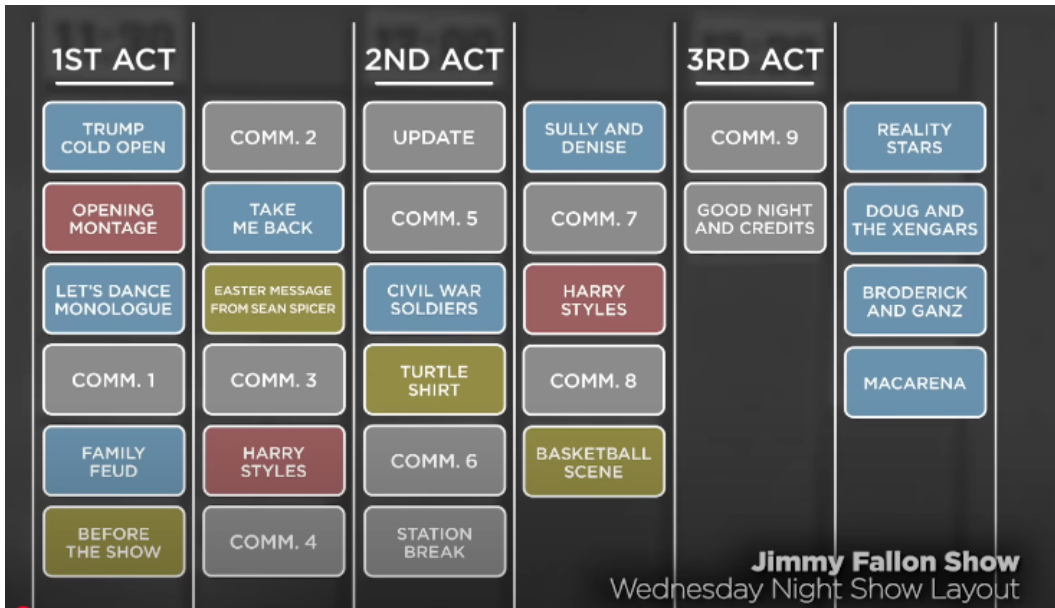 1ST ACT
TRUMP
COLD OPEN
OPENING
MONTAGE
LET'S DANCE
MONOLOGUE
COMM. 1
FAMILY
FEUD
BEFORE
THE SHOW
COMM. 2
TAKE
ME BACK
EASTER MESSAGE
FROM SEAN SPICER
COMM. 3
HARRY
STYLES
COMM. 4
2ND ACT
UPDATE
COMM. 5
CIVIL WAR
SOLDIERS
TURTLE
SHIRT
COMM. 6
STATION
BREAK
SULLY AND
DENISE
COMM. 7
HARRY
STYLES
COMM. 8
BASKETBALL
SCENE
3RD ACT
COMM. 9
GOOD NIGHT
AND CREDITS
REALITY
STARS
DOUG AND
THE XENGARS
BRODERICK
AND GANZ
MACARENA
Jimmy Fallon Show
Wednesday Night Show Layout